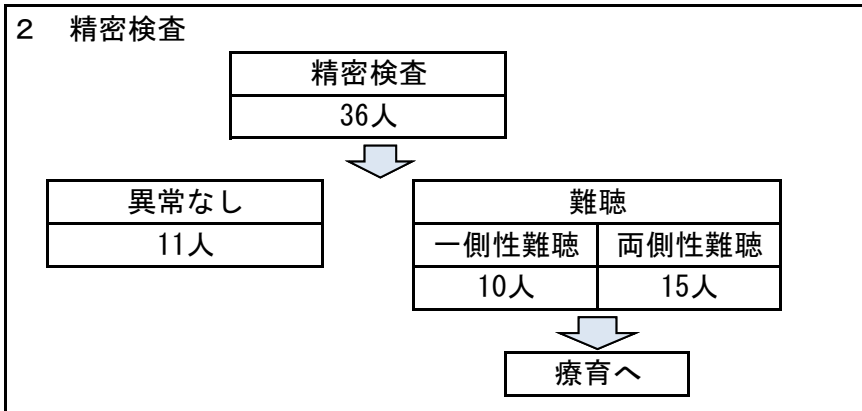 ２　精密検査
精密検査
36人
異常なし
11人
難聴
一側性難聴　両側性難聴
10人　15人
療育へ